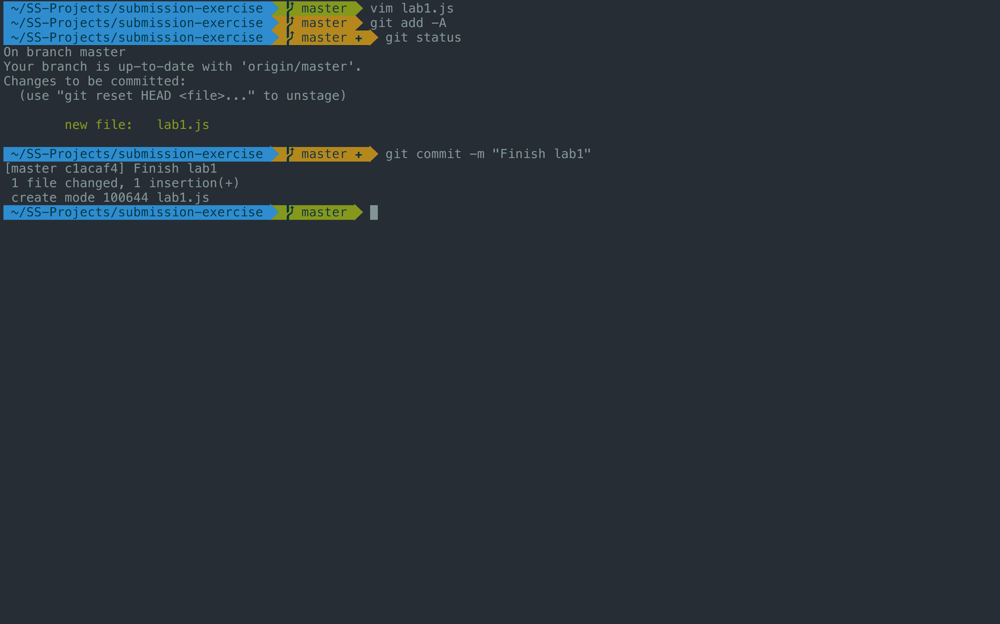 ~/SS-Projects/submission-exercise master vim lab1.js
~/SS-Projects/submission-exercise master git add -A
~/SS-Projects/submission-exercise master + git status
On branch master
Your branch is up-to-date with 'origin/master'.
Changes to be committed:
  (use "git reset HEAD <file>..." to unstage)
        new file:   lab1.js
~/SS-Projects/submission-exercise master + git commit -m "Finish lab1"
[master c1acaf4] Finish lab1
 1 file changed, 1 insertion(+)
 create mode 100644 lab1.js
~/SS-Projects/submission-exercise master